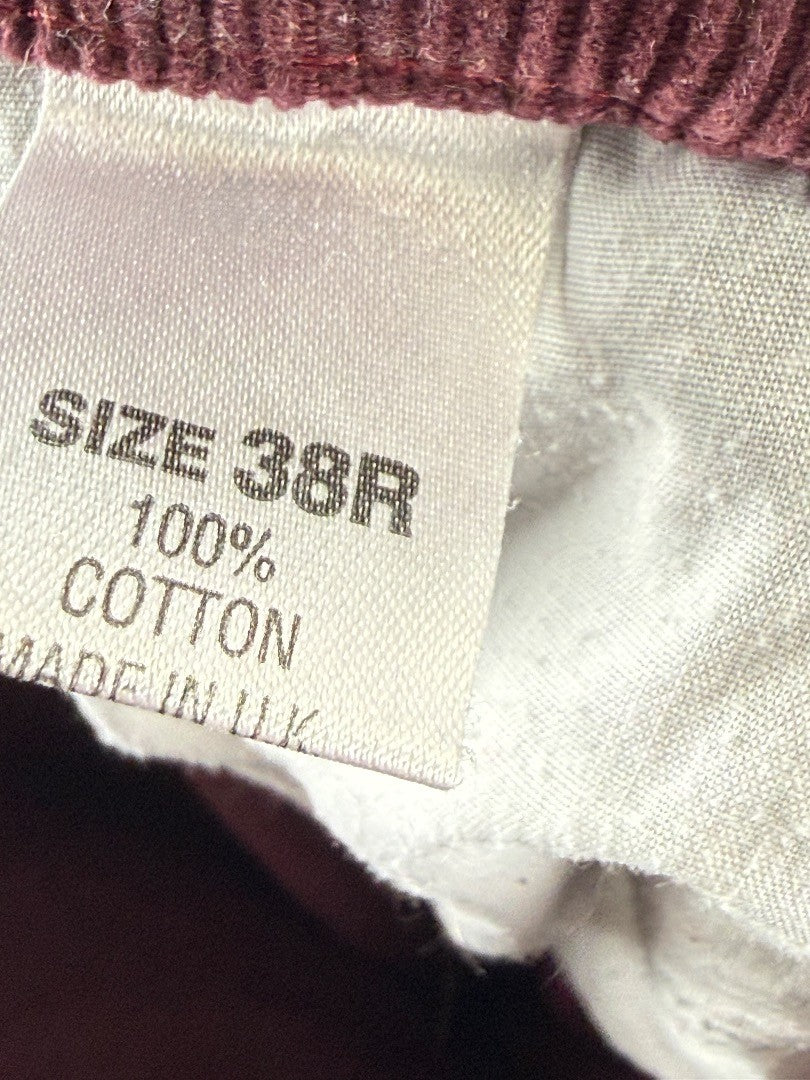 SIZE 38R
100%
COTTON
MADE IN U.K